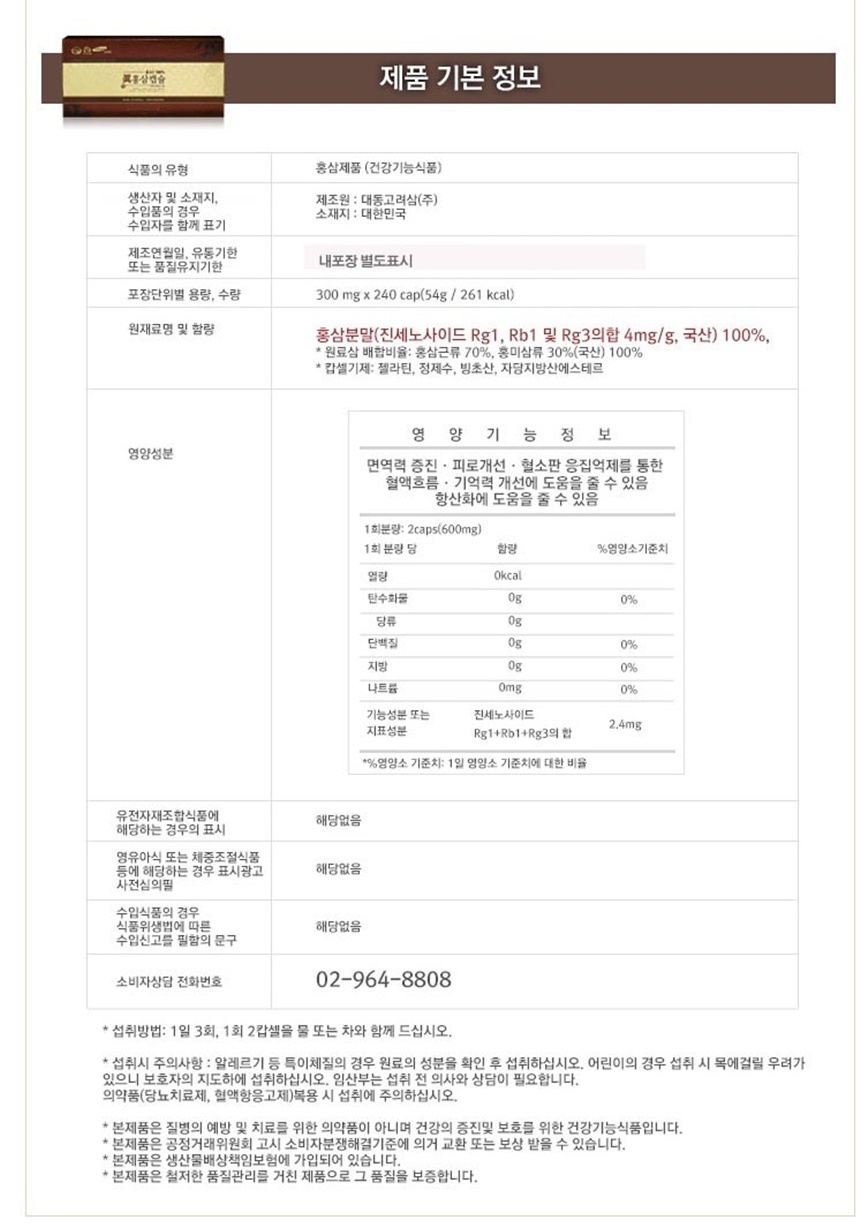 眞홍삼캡슐
제품 기본 정보
식품의 유형
홍삼제품 (건강기능식품)
생산자 및 소재지,
수입품의 경우
수입자를 함께 표기
제조원 : 대동고려삼(주)
소재지 : 대한민국
제조연월일, 유통기한
또는 품질유지기한
내포장 별도표시
포장단위별 용량, 수량
300 mg x 240 cap(54g / 261 kcal)
원재료명 및 함량
홍삼분말(진세노사이드 Rg1, Rb1 및 Rg3의합 4mg/g, 국산) 100%,
* 원료삼 배합비율: 홍삼근류 70%, 홍미삼류 30%(국산) 100%
* 캅셀기제: 젤라틴, 정제수, 빙초산, 자당지방산에스테르
영양성분
영 양 기 능 정 보
면역력 증진 · 피로개선 · 혈소판 응집억제를 통한
혈액흐름 · 기억력 개선에 도움을 줄 수 있음
항산화에 도움을 줄 수 있음
1회분량: 2caps(600mg)
1회 분량 당 함량 %영양소기준치
열량 0kcal
탄수화물 0g 0%
당류 0g
단백질 0g 0%
지방 0g 0%
나트륨 0mg 0%
기능성분 또는
지표성분
진세노사이드
Rg1+Rb1+Rg3의 합
2.4mg
*%영양소 기준치: 1일 영양소 기준치에 대한 비율
유전자재조합식품에
해당하는 경우의 표시
해당없음
영유아식 또는 체중조절식품
등에 해당하는 경우 표시광고
사전심의필
해당없음
수입식품의 경우
식품위생법에 따른
수입신고를 필함의 문구
해당없음
소비자상담 전화번호
02-964-8808
* 섭취방법: 1일 3회, 1회 2캅셀을 물 또는 차와 함께 드십시오.
* 섭취시 주의사항 : 알레르기 등 특이체질의 경우 원료의 성분을 확인 후 섭취하십시오. 어린이의 경우 섭취 시 목에걸릴 우려가
있으니 보호자의 지도하에 섭취하십시오. 임산부는 섭취 전 의사와 상담이 필요합니다.
의약품(당뇨치료제, 혈액항응고제)복용 시 섭취에 주의하십시오.
* 본제품은 질병의 예방 및 치료를 위한 의약품이 아니며 건강의 증진및 보호를 위한 건강기능식품입니다.
* 본제품은 공정거래위원회 고시 소비자분쟁해결기준에 의거 교환 또는 보상 받을 수 있습니다.
* 본제품은 생산물배상책임보험에 가입되어 있습니다.
* 본제품은 철저한 품질관리를 거친 제품으로 그 품질을 보증합니다.